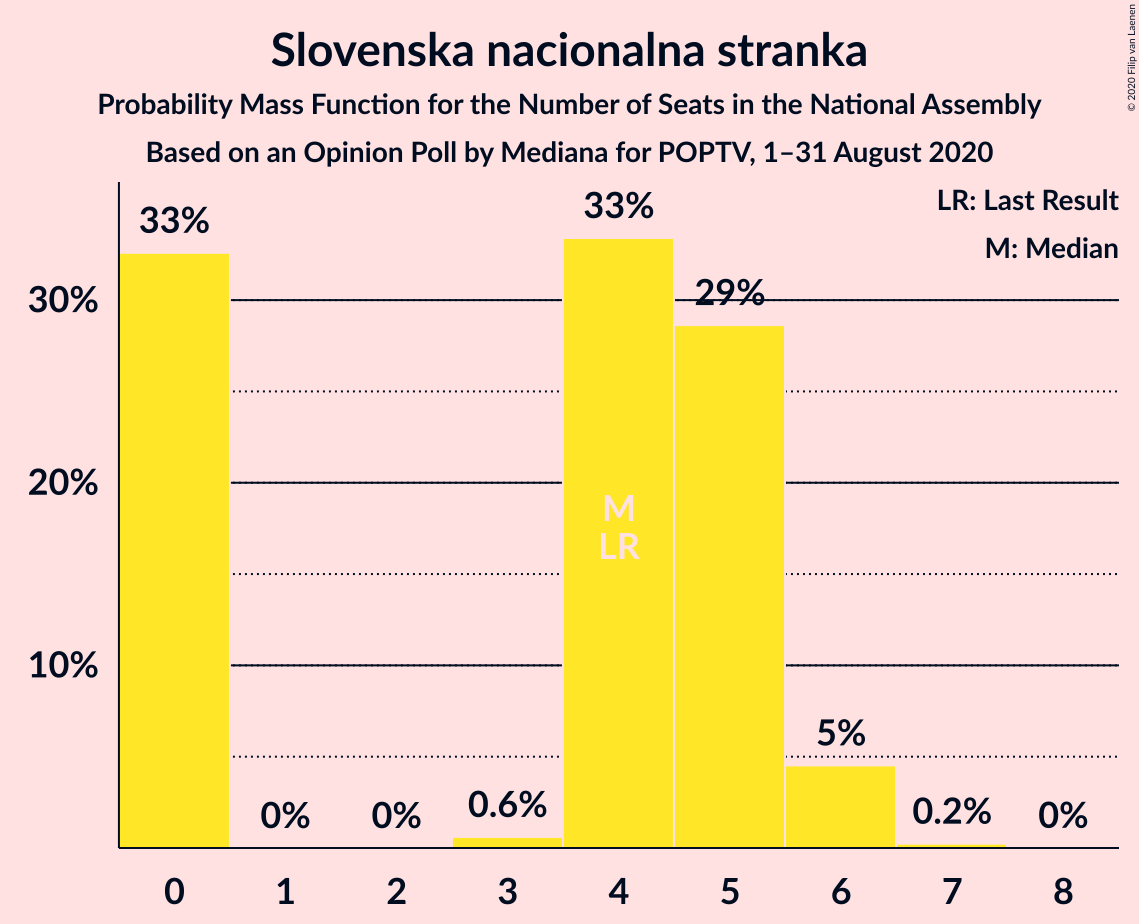 Slovenska nacionalna stranka
Probability Mass Function for the Number of Seats in the National Assembly
Based on an Opinion Poll by Mediana for POPTV, 1–31 August 2020
© 2020 Filip van Laenen
LR: Last Result
M: Median
33%
0%
0%
0.6%
33%
29%
5%
0.2%
0%
M
LR
30%
20%
10%
0 1 2 3 4 5 6 7 8